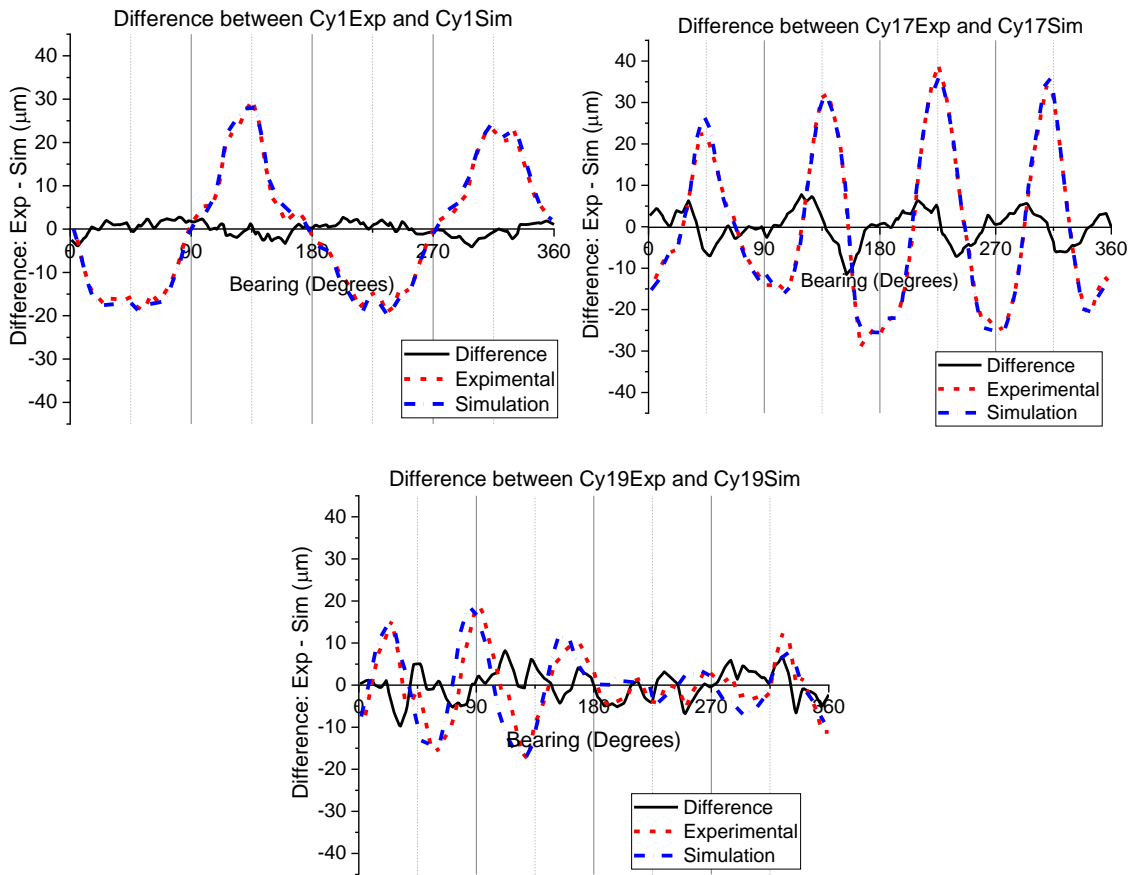 Difference between Cy1Exp and Cy1Sim
Difference: Exp - Sim (μm)
40
30
20
10
0
-10
-20
-30
-40
0
90
180
270
360
Bearing (Degrees)
Difference
Expimental
Simulation
Difference between Cy17Exp and Cy17Sim
Difference: Exp - Sim (μm)
40
30
20
10
0
-10
-20
-30
-40
0
90
180
270
360
Bearing (Degrees)
Difference
Experimental
Simulation
Difference between Cy19Exp and Cy19Sim
Difference: Exp - Sim (μm)
40
30
20
10
0
-10
-20
-30
-40
0
90
180
270
360
Bearing (Degrees)
Difference
Experimental
Simulation